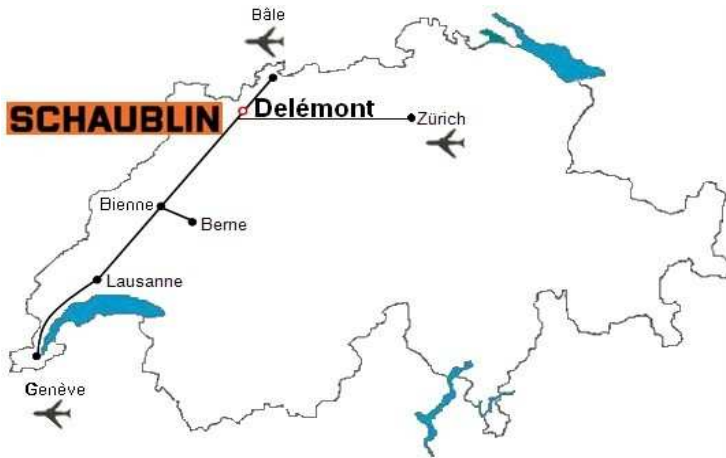 Bâle
SCHAUBLIN
Delémont
Zürich
Bienne
Berne
Lausanne
Genève